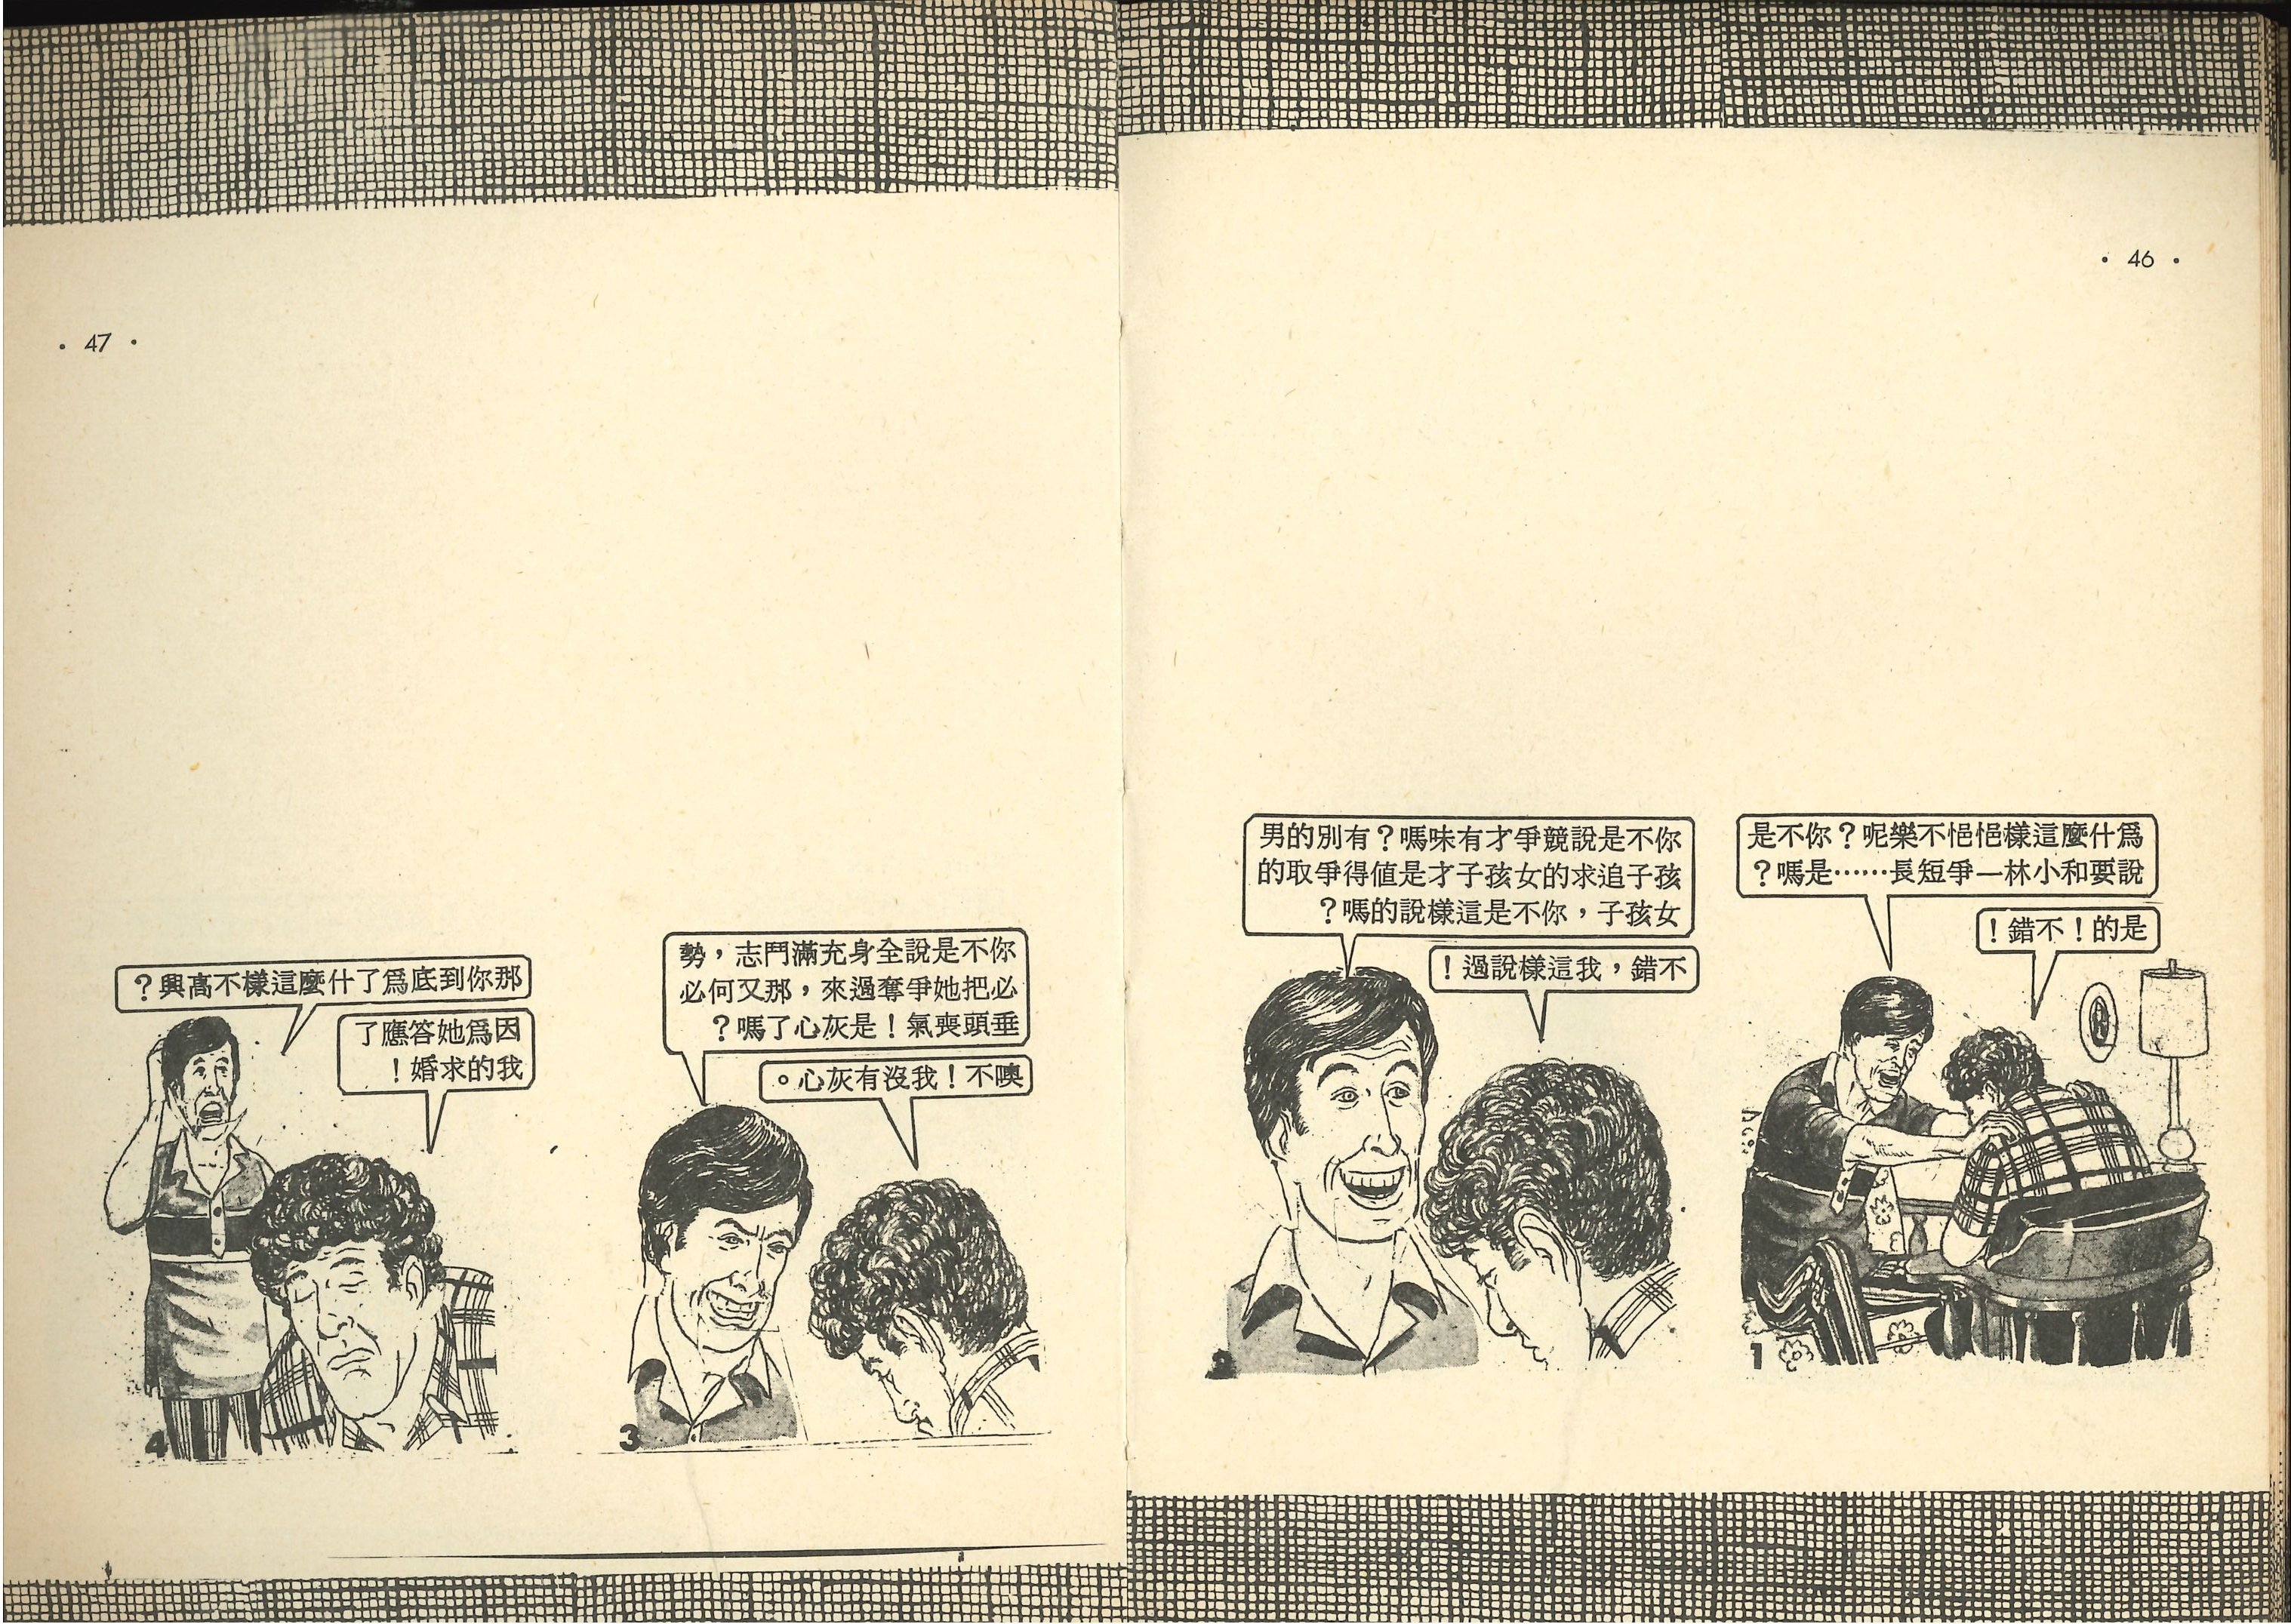 · 46 ·
爲什麼這樣悒悒不樂呢？你不是
說要和小林一爭短長……是嗎？
是的！不錯！
1
你不是說競爭才有味嗎？有別的男
孩子追求的女孩子才是值得爭取的
女孩子，你不是這樣說的嗎？
不錯，我這樣說過！
2
· 47 ·
你不是說全身充滿鬥志，勢
必把她爭奪過來，那又何必
垂頭喪氣！是灰心了嗎？
噢不！我沒有灰心。
3
那你到底爲了什麼這樣不高興？
因爲她答應了
我的求婚！
4